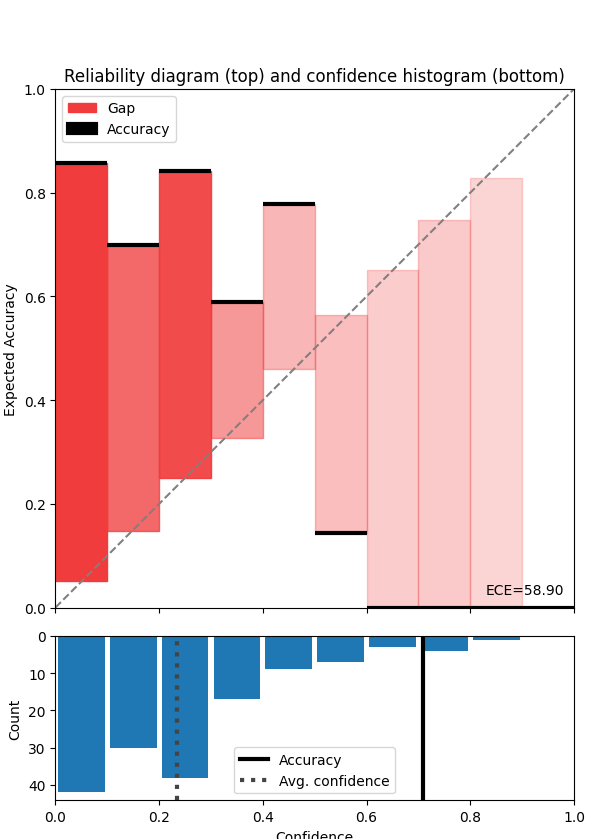 Reliability diagram (top) and confidence histogram (bottom)
1.0
Gap
Accuracy
0.8
0.6
Expected Accuracy
0.4
0.2
ECE=58.90
0.0
0
10
Count
20
30
Accuracy
Avg. confidence
40
0.0 0.2 0.4 0.6 0.8 1.0
Confidence